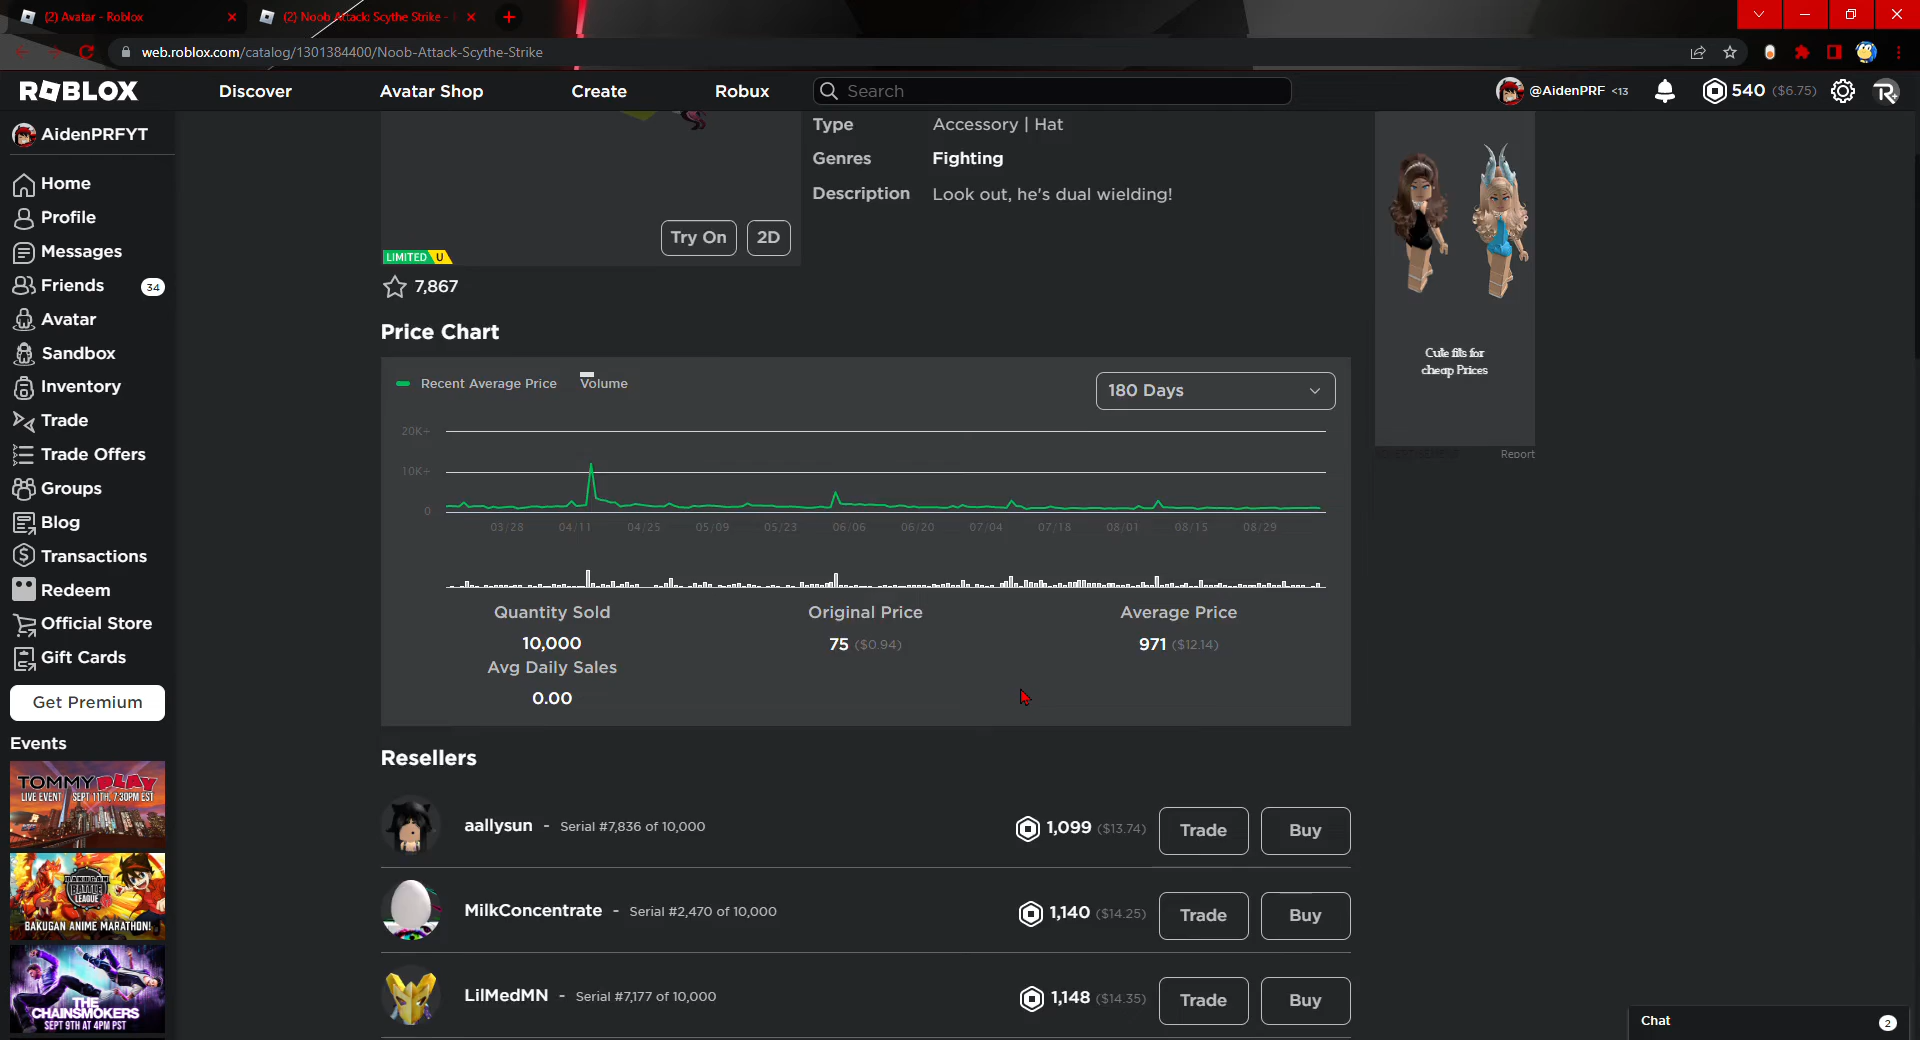 (2) Avatar - Roblox
(2) Noob Attack: Scythe Strike -
web.roblox.com/catalog/1301384400/Noob-Attack-Scythe-Strike
ROBLOX
Discover
Avatar Shop
Create
Robux
Search
@AidenPRF <13
540 ($6.75)
AidenPRFYT
Home
Profile
Messages
Friends
34
Avatar
Sandbox
Inventory
Trade
Trade Offers
Groups
Blog
Transactions
Redeem
Official Store
Gift Cards
Get Premium
Events
TOMMY PLAY
LIVE EVENT SEPT 11TH, 7:30PM EST
BAKUGAN
BATTLE
LEAGUE
BAKUGAN ANIME MARATHON!
THE
CHAINSMOKERS
SEPT 9TH AT 4PM PST
Type
Accessory | Hat
Genres
Fighting
Description
Look out, he's dual wielding!
Try On
2D
LIMITED U
7,867
Price Chart
Recent Average Price
Volume
180 Days
20K+
10K+
0
03/28 04/11 04/25 05/09 05/23 06/06 06/20 07/04 07/18 08/01 08/15 08/29
Quantity Sold
10,000
Avg Daily Sales
0.00
Original Price
75 ($0.94)
Average Price
971 ($12.14)
Resellers
aallysun - Serial #7,836 of 10,000
1,099 ($13.74)
Trade
Buy
MilkConcentrate - Serial #2,470 of 10,000
1,140 ($14.25)
Trade
Buy
LilMedMN - Serial #7,177 of 10,000
1,148 ($14.35)
Trade
Buy
Cute fits for
cheap Prices
Report
Chat
2